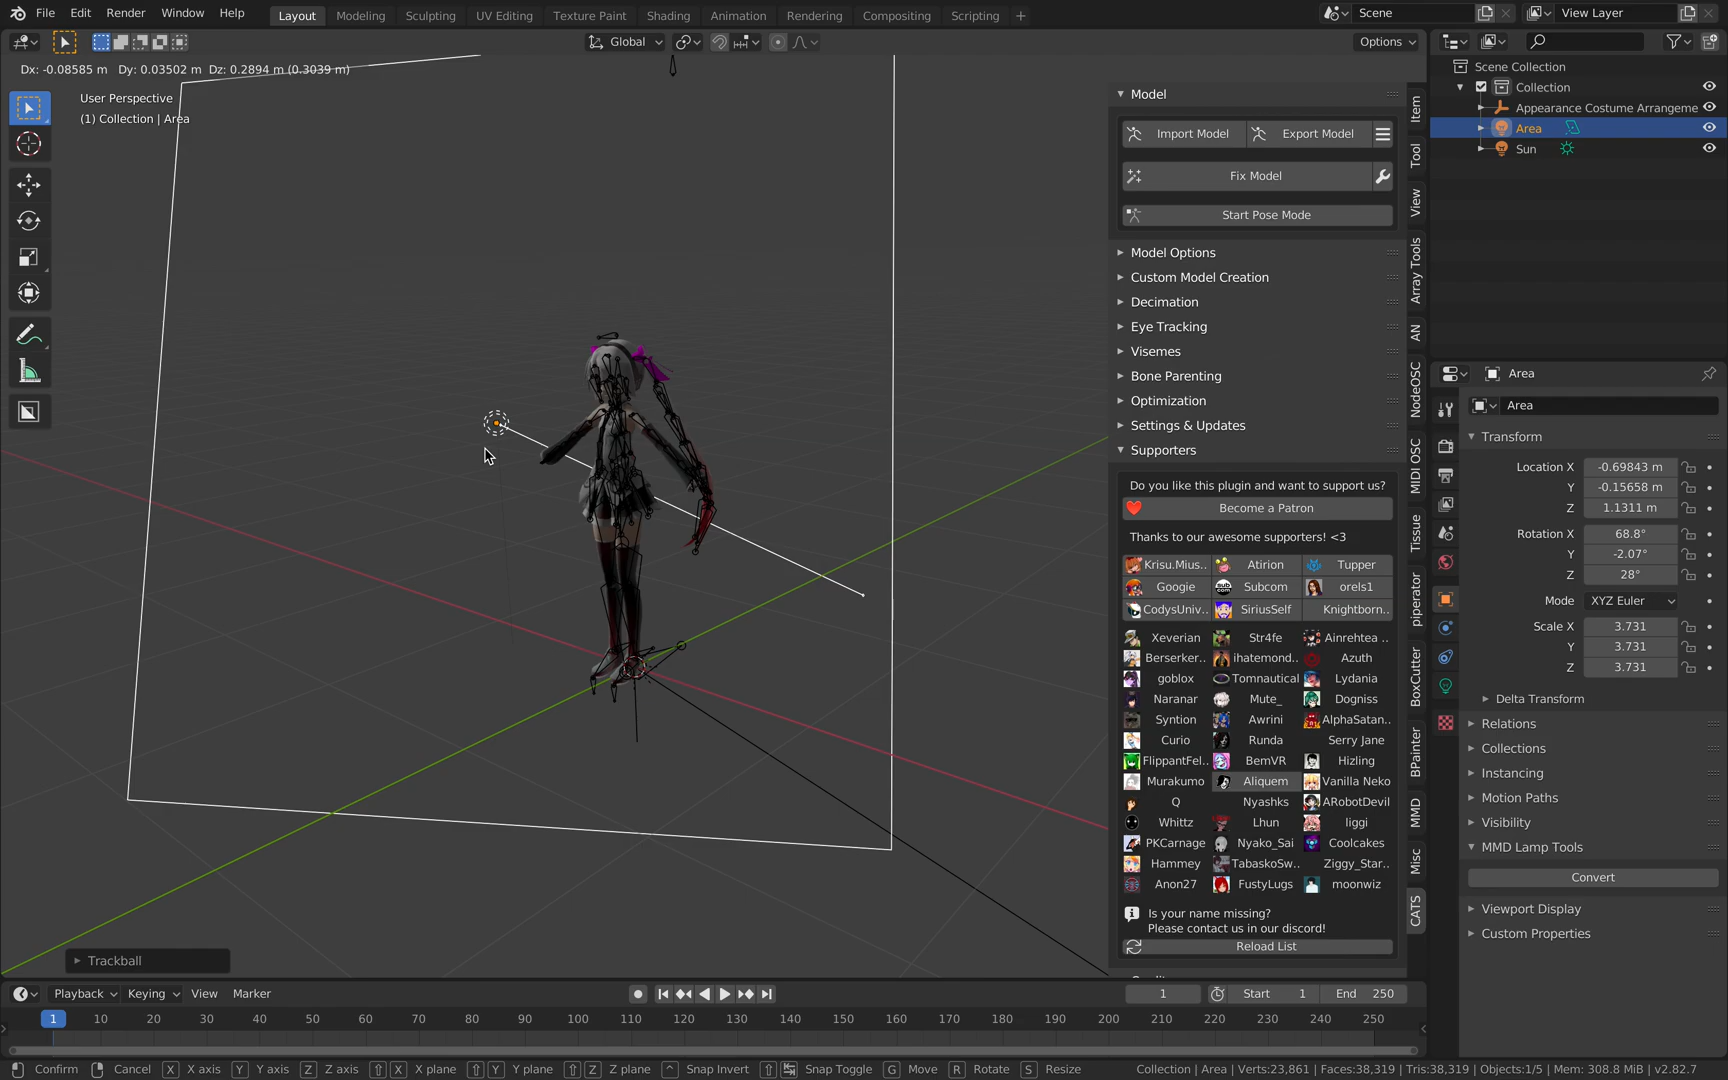 File Edit Render Window Help Layout Modeling Sculpting UV Editing Texture Paint Shading Animation Rendering Compositing Scripting + Scene View Layer
Global Options
Dx: -0.08585 m Dy: 0.03502 m Dz: 0.2894 m (0.3039 m)
User Perspective
(1) Collection | Area
Trackball
Model
Import Model Export Model
Fix Model
Start Pose Mode
Model Options
Custom Model Creation
Decimation
Eye Tracking
Visemes
Bone Parenting
Optimization
Settings & Updates
Supporters
Do you like this plugin and want to support us?
Become a Patron
Thanks to our awesome supporters! <3
Krisu.Mius.. Atirion Tupper
Googie Subcom orels1
CodysUniv.. SiriusSelf Knightborn..
Xeverian Str4fe Ainrehtea ..
Berserker.. ihatemond.. Azuth
goblox Tomnautical Lydania
Naranar Mute_ Dogniss
Syntion Awrini AlphaSatan..
Curio Runda Serry Jane
FlippantFel.. BemVR Hizling
Murakumo Aliquem Vanilla Neko
Q Nyashks ARobotDevil
Whittz Lhun liggi
PKCarnage Nyako_Sai Coolcakes
Hammey TabaskoSw.. Ziggy_Star..
Anon27 FustyLugs moonwiz
Is your name missing?
Please contact us in our discord!
Reload List
Item
Tool
View
Array Tools
AN
NodeOSC
MIDI OSC
Tissue
piperator
BoxCutter
BPainter
MMD
Misc
CATS
Scene Collection
Collection
Appearance Costume Arrangeme
Area
Sun
Area
Area
Transform
Location X -0.69843 m
Y -0.15658 m
Z 1.1311 m
Rotation X 68.8°
Y -2.07°
Z 28°
Mode XYZ Euler
Scale X 3.731
Y 3.731
Z 3.731
Delta Transform
Relations
Collections
Instancing
Motion Paths
Visibility
MMD Lamp Tools
Convert
Viewport Display
Custom Properties
Playback Keying View Marker 1 Start 1 End 250
1 10 20 30 40 50 60 70 80 90 100 110 120 130 140 150 160 170 180 190 200 210 220 230 240 250
Confirm Cancel X X axis Y Y axis Z Z axis X X plane Y Y plane Z Z plane ^ Snap Invert Snap Toggle G Move R Rotate S Resize Collection | Area | Verts:23,861 | Faces:38,319 | Tris:38,319 | Objects:1/5 | Mem: 308.8 MiB | v2.82.7